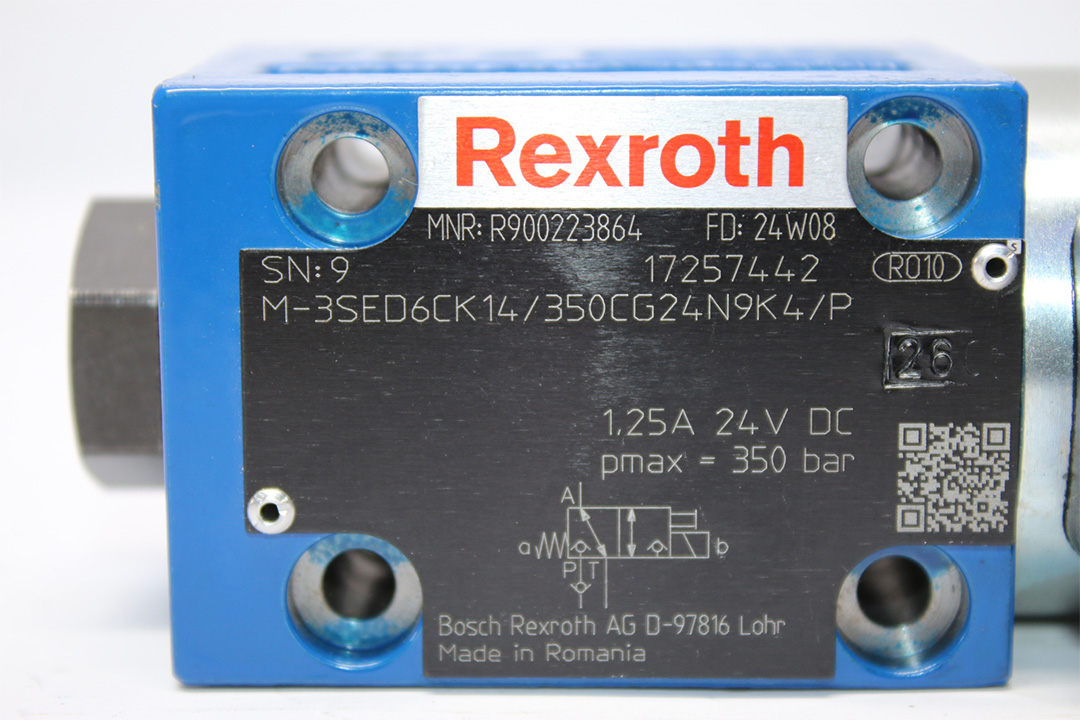 Rexroth
MNR: R900223864 FD: 24W08
SN: 9 17257442 RO10
S
M-3SED6CK14/350CG24N9K4/P
26
1,25A 24V DC
pmax = 350 bar
A
a b
P T
Bosch Rexroth AG D-97816 Lohr
Made in Romania